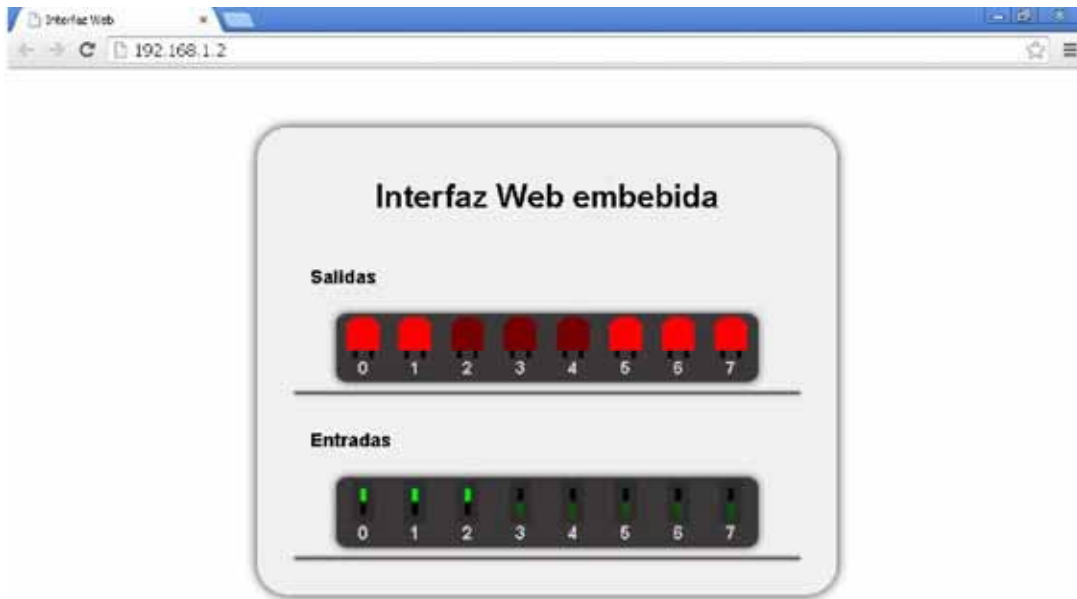 Interfaz Web
192.168.1.2
Interfaz Web embebida
Salidas
0 1 2 3 4 5 6 7
Entradas
0 1 2 3 4 5 6 7